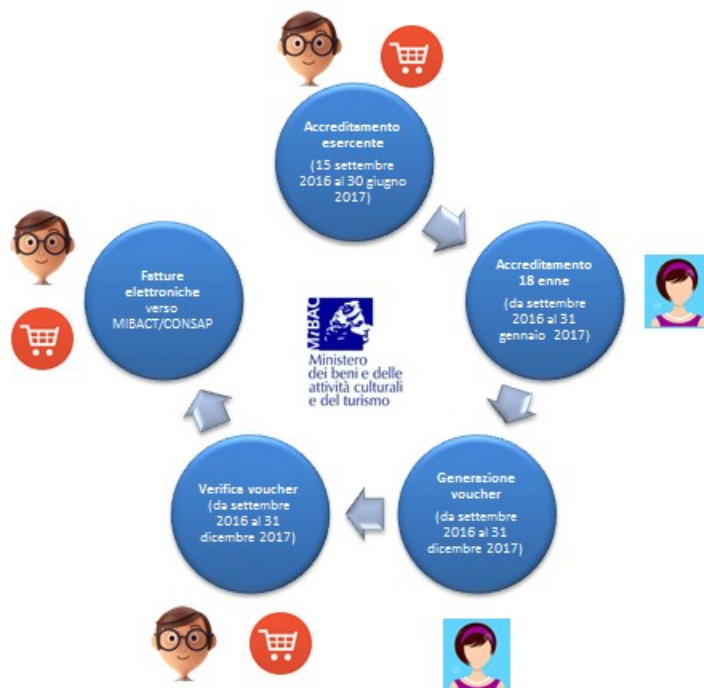 Accreditamento
esercente
(15 settembre
2016 al 30 giugno
2017)
Accreditamento
18 enne
(da settembre
2016 al 31
gennaio 2017)
Generazione
voucher
(da settembre
2016 al 31
dicembre 2017)
Verifica voucher
(da settembre
2016 al 31
dicembre 2017)
Fatture
elettroniche
verso
MIBACT/CONSAP
MiBAC
Ministero
dei beni e delle
attività culturali
e del turismo